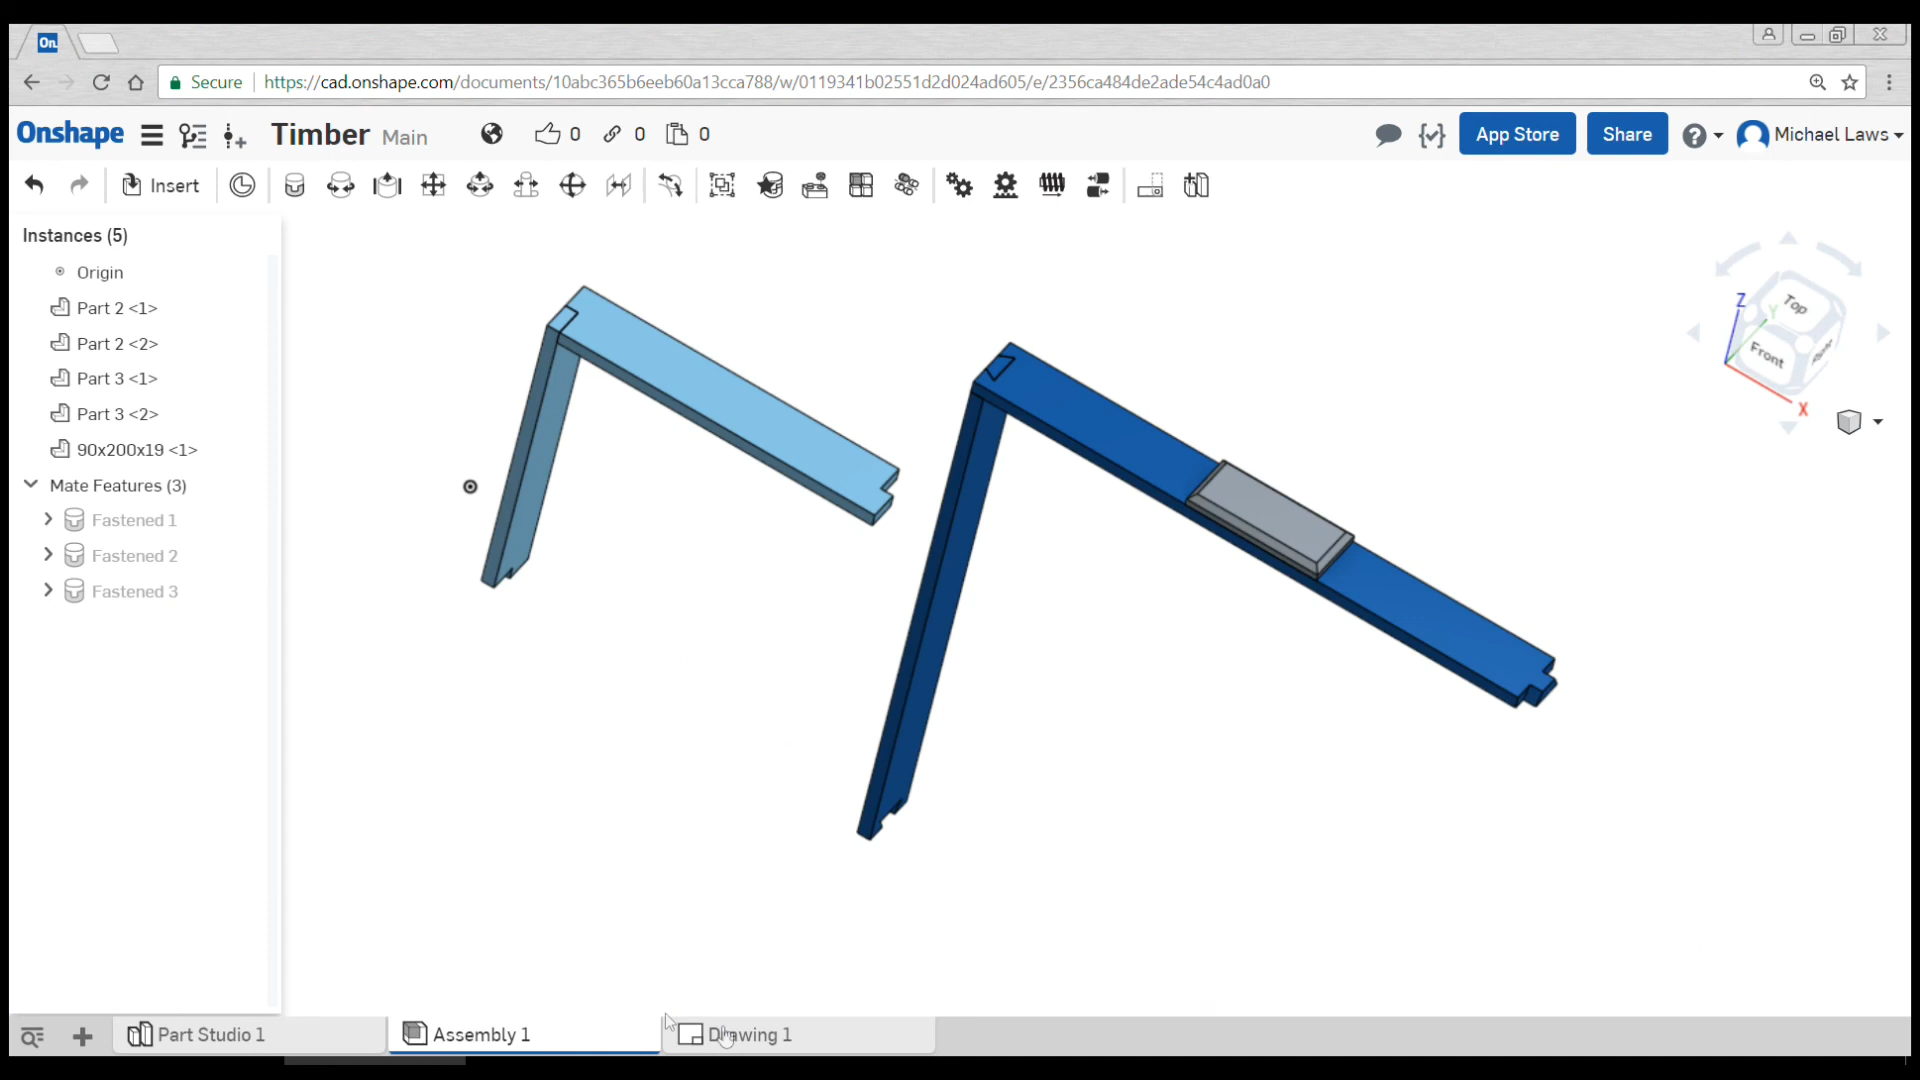 On
Secure https://cad.onshape.com/documents/10abc365b6eeb60a13cca788/w/0119341b02551d2d024ad605/e/2356ca484de2ade54c4ad0a0
Onshape Timber Main 0 0 0 App Store Share Michael Laws
Insert
Instances (5)
Origin
Part 2 <1>
Part 2 <2>
Part 3 <1>
Part 3 <2>
90x200x19 <1>
Mate Features (3)
Fastened 1
Fastened 2
Fastened 3
Z
Y
X
Top
Front
Right
Part Studio 1 Assembly 1 Drawing 1